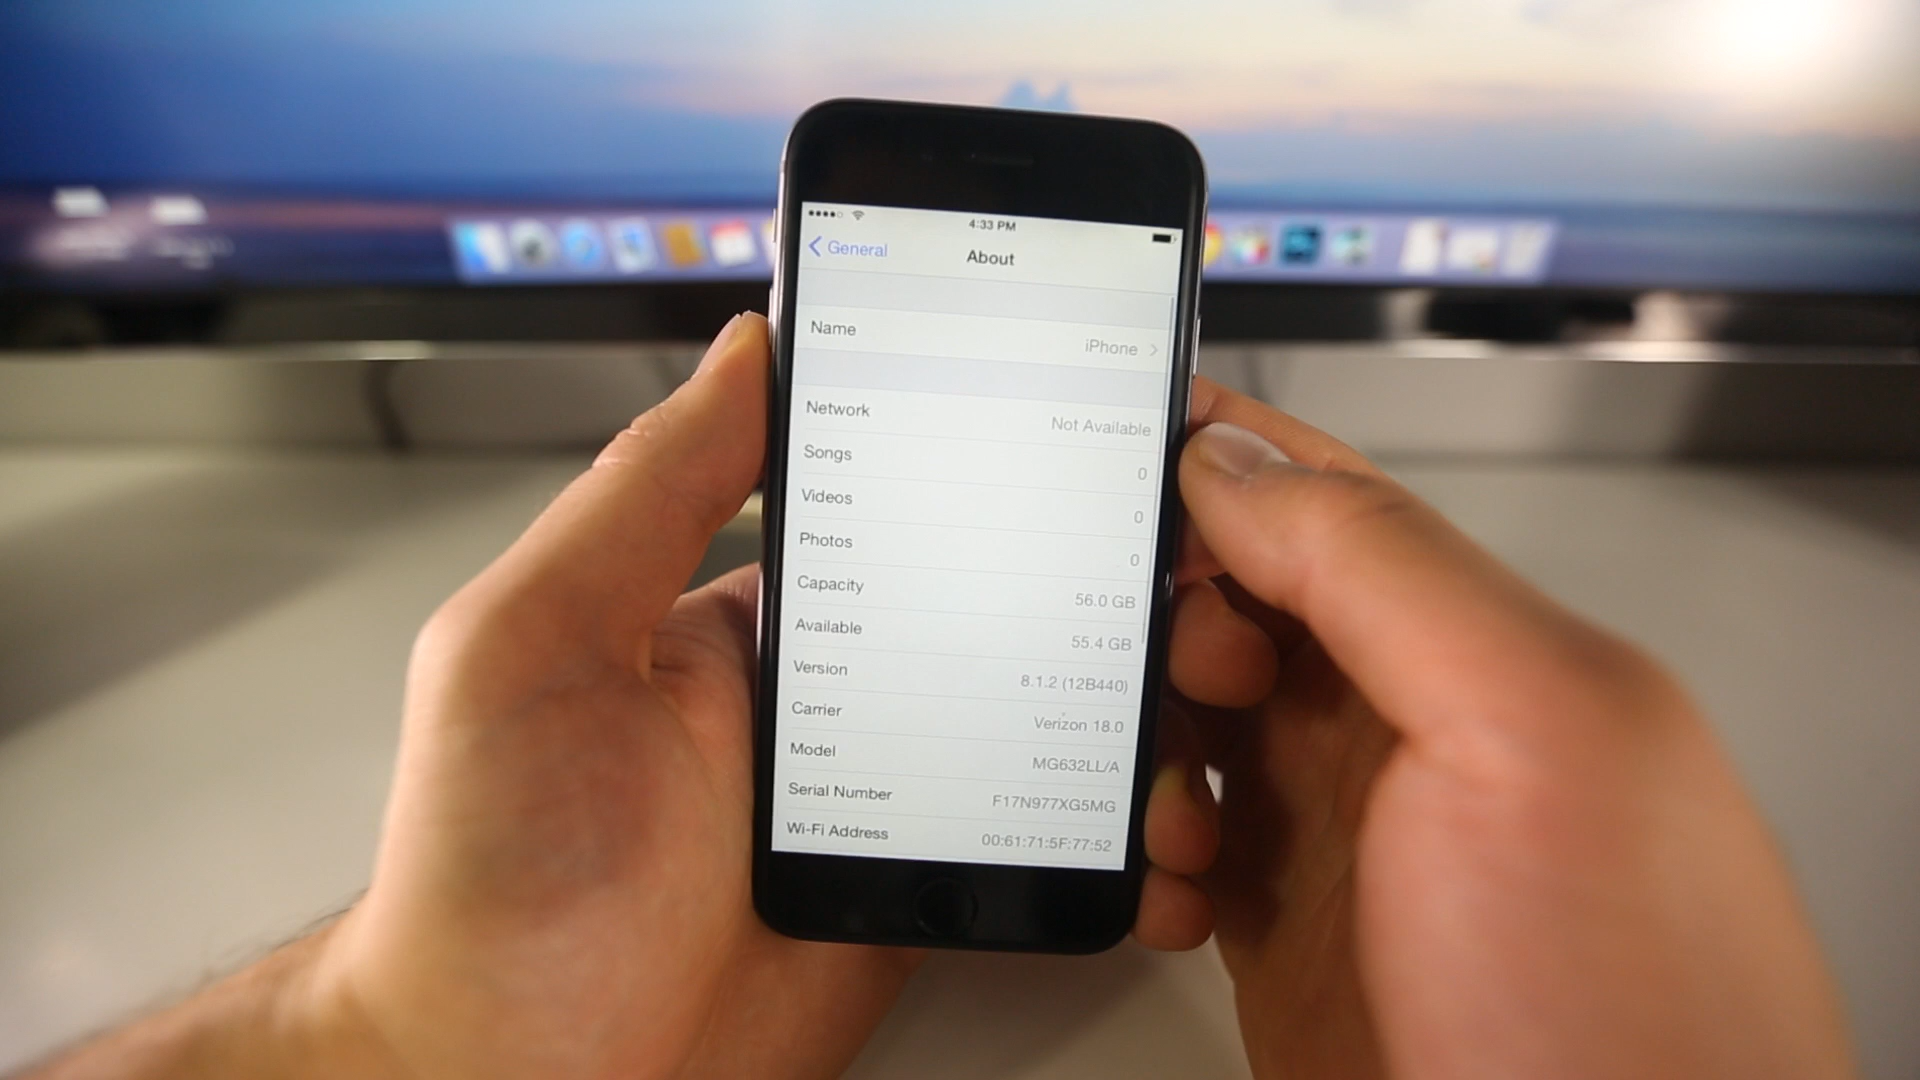 4:33 PM
General
About
Name iPhone
Network Not Available
Songs 0
Videos 0
Photos 0
Capacity 56.0 GB
Available 55.4 GB
Version 8.1.2 (12B440)
Carrier Verizon 18.0
Model MG632LL/A
Serial Number F17N977XG5MG
Wi-Fi Address 00:61:71:5F:77:52